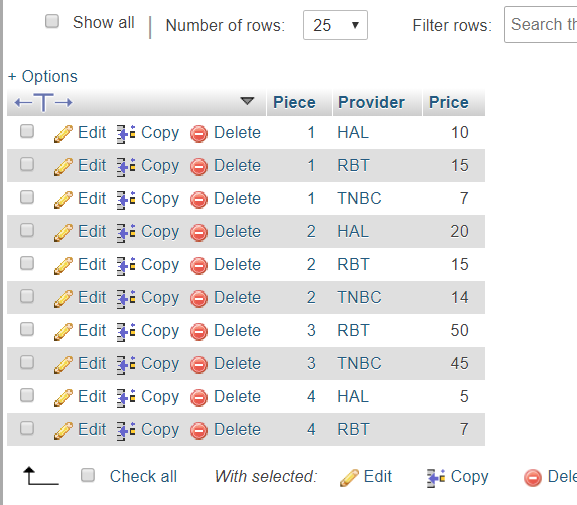 Show all Number of rows: 25 Filter rows: Search th
+ Options
Piece Provider Price
Edit Copy Delete 1 HAL 10
Edit Copy Delete 1 RBT 15
Edit Copy Delete 1 TNBC 7
Edit Copy Delete 2 HAL 20
Edit Copy Delete 2 RBT 15
Edit Copy Delete 2 TNBC 14
Edit Copy Delete 3 RBT 50
Edit Copy Delete 3 TNBC 45
Edit Copy Delete 4 HAL 5
Edit Copy Delete 4 RBT 7
Check all With selected: Edit Copy Dele